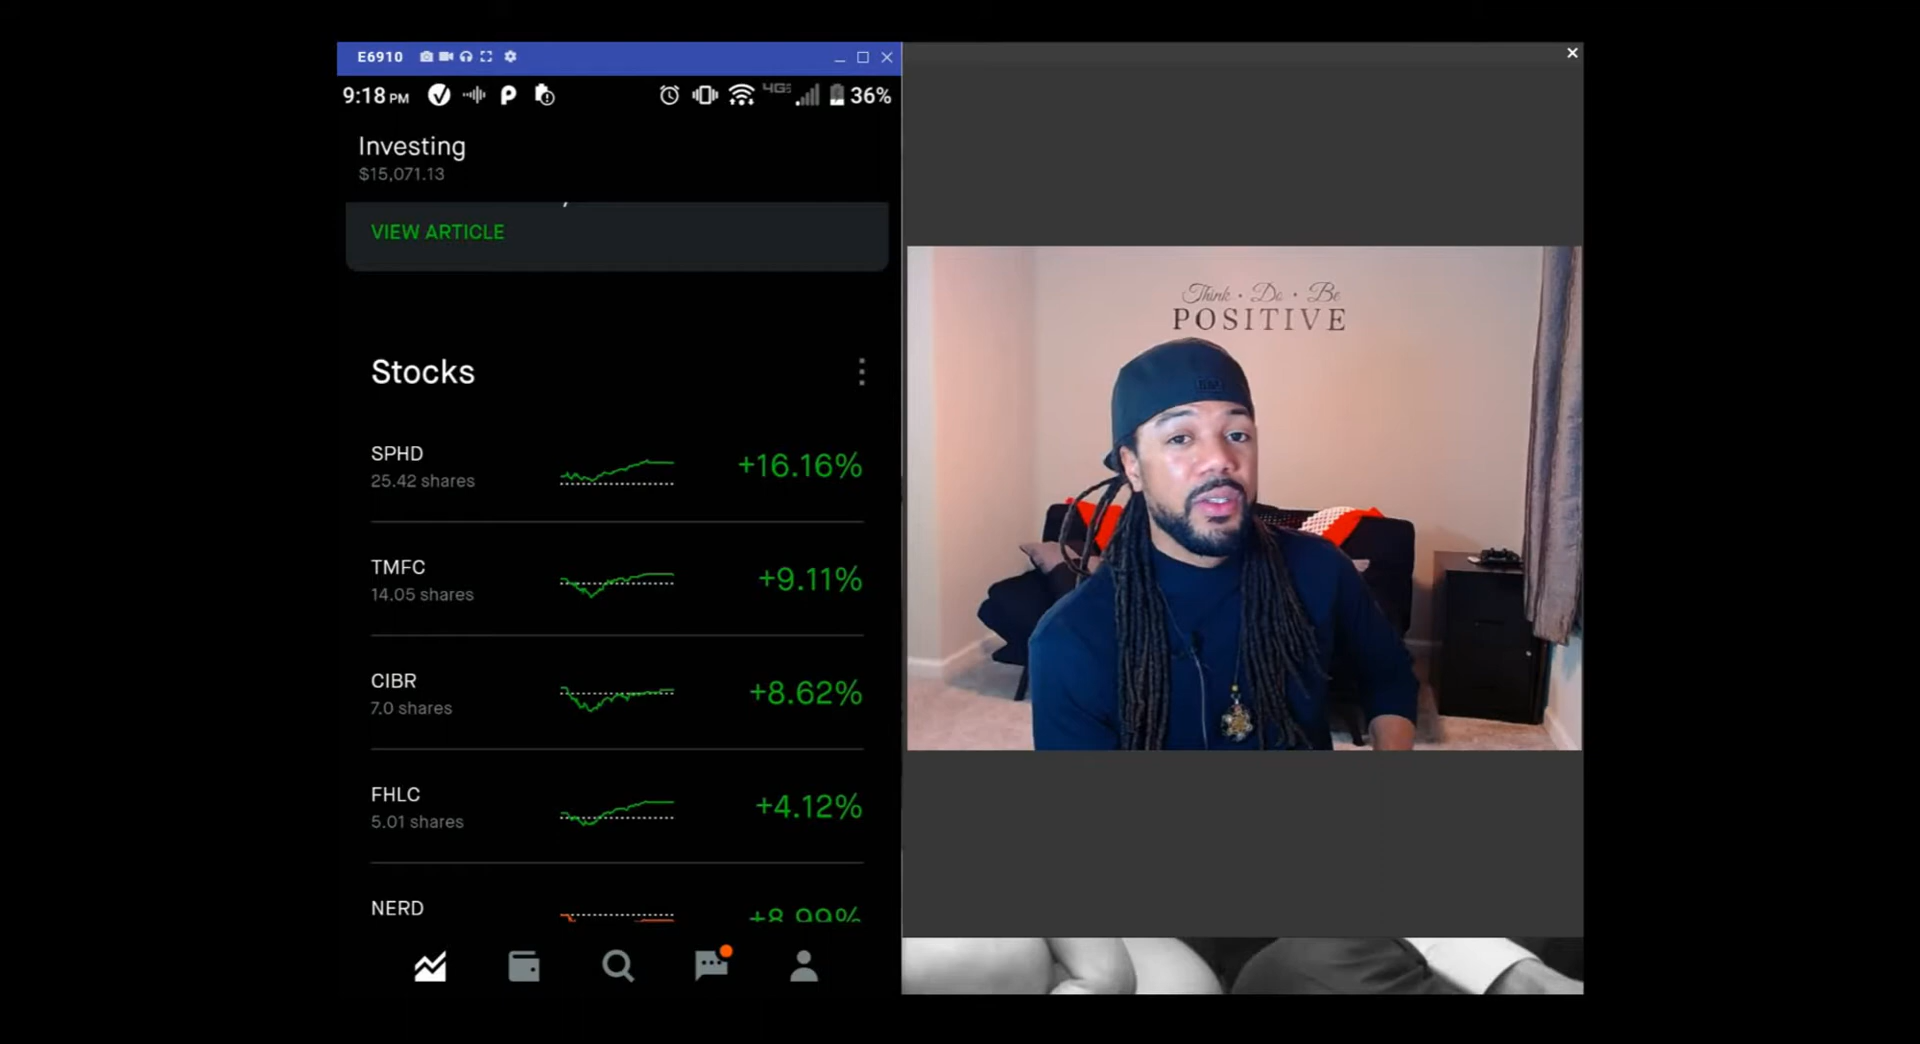 E6910
9:18 PM
36%
Investing
$15,071.13
VIEW ARTICLE
Stocks
SPHD
25.42 shares
+16.16%
TMFC
14.05 shares
+9.11%
CIBR
7.0 shares
+8.62%
FHLC
5.01 shares
+4.12%
NERD
+8.99%
Think • Do • Be
POSITIVE